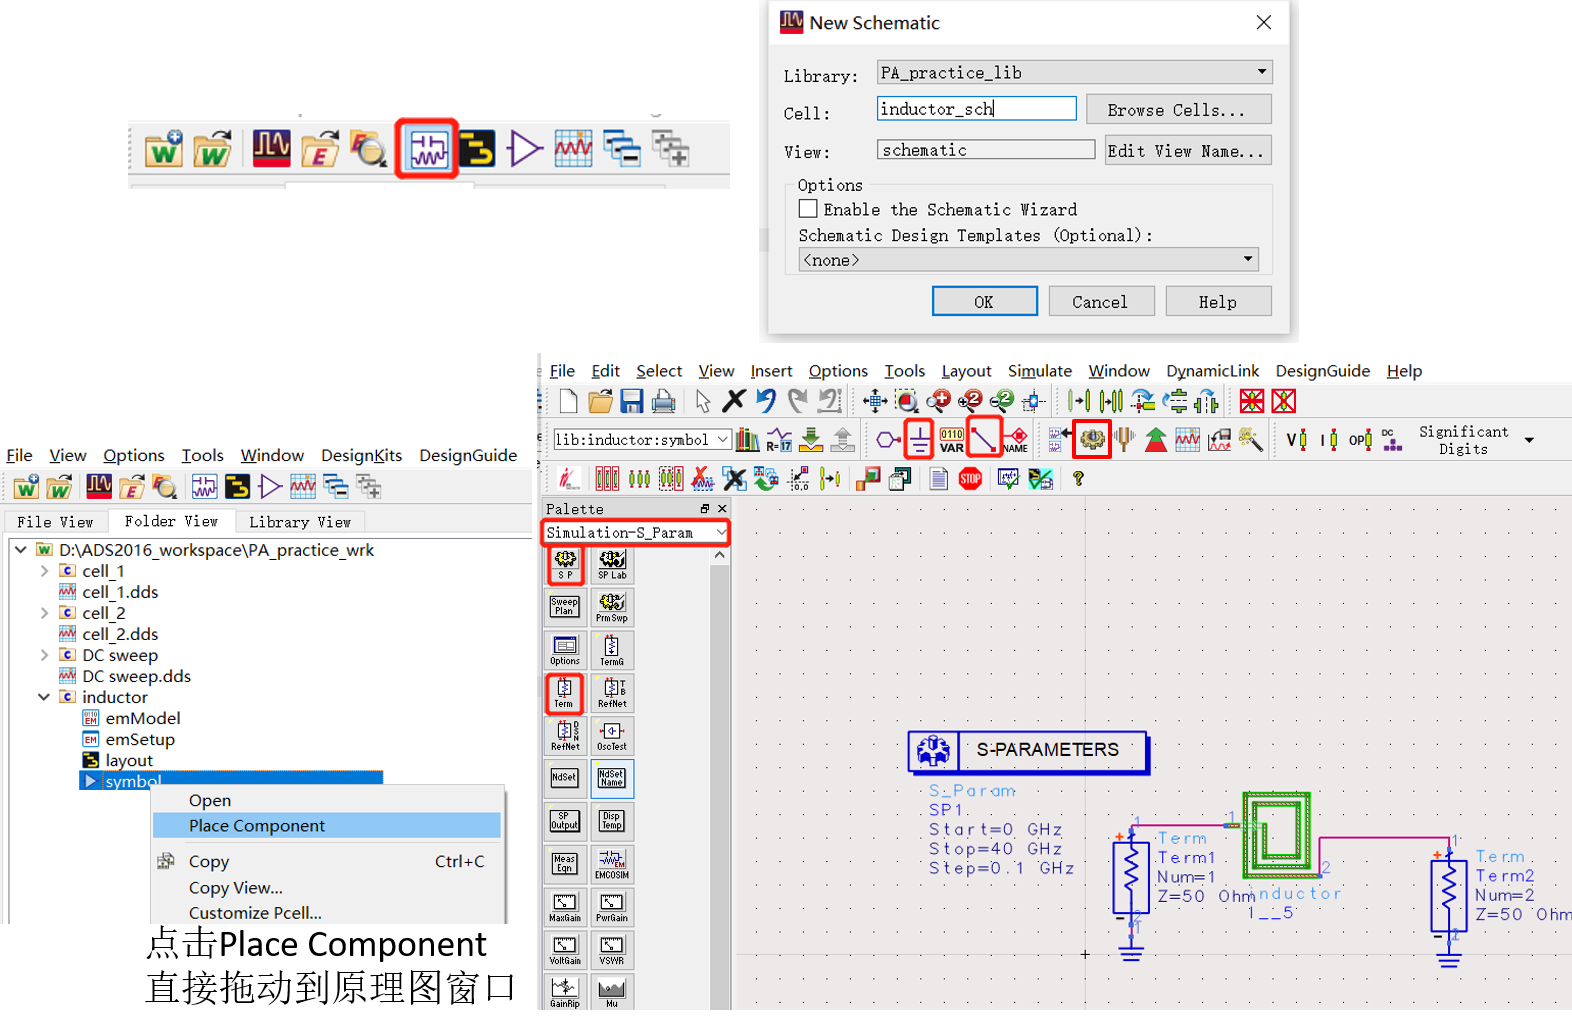 New Schematic
Library:
PA_practice_lib
Cell:
inductor_sch
Browse Cells...
View:
schematic
Edit View Name...
Options
Enable the Schematic Wizard
Schematic Design Templates (Optional):
<none>
OK
Cancel
Help
File View Options Tools Window DesignKits DesignGuide
File View
Folder View
Library View
D:\ADS2016_workspace\PA_practice_wrk
cell_1
cell_1.dds
cell_2
cell_2.dds
DC sweep
DC sweep.dds
inductor
emModel
emSetup
layout
symbol
Open
Place Component
Copy Ctrl+C
Copy View...
Customize Pcell...
点击Place Component
直接拖动到原理图窗口
File Edit Select View Insert Options Tools Layout Simulate Window DynamicLink DesignGuide Help
lib:inductor:symbol
R=17
VAR
NAME
V
I
OP
DC
Significant
Digits
STOP
Palette
Simulation-S_Param
S P
SP Lab
Sweep
Plan
PrmSwp
Options
TermG
Term
RefNet
RefNet
OscTest
NdSet
NdSet
Name
SP
Output
Disp
Temp
Meas
Eqn
EMCOSIM
MaxGain
PwrGain
VoltGain
VSWR
GainRip
Mu
S-PARAMETERS
S_Param
SP1
Start=0 GHz
Stop=40 GHz
Step=0.1 GHz
Term
Term1
Num=1
Z=50 Ohm
1
2
inductor
1__5
Term
Term2
Num=2
Z=50 Ohm